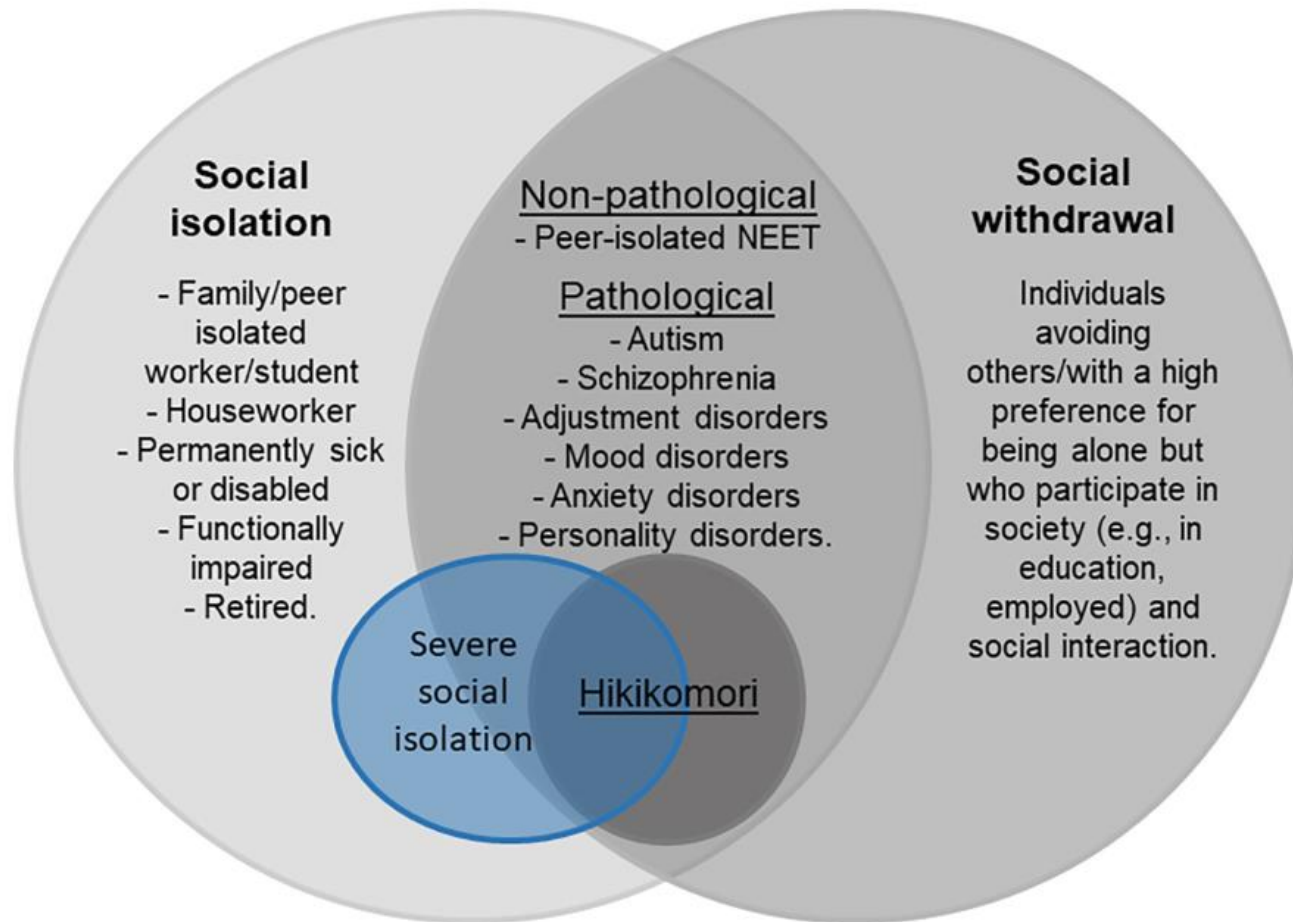 Social
isolation
- Family/peer
isolated
worker/student
- Houseworker
- Permanently sick
or disabled
- Functionally
impaired
- Retired.
Non-pathological
- Peer-isolated NEET
Pathological
- Autism
- Schizophrenia
- Adjustment disorders
- Mood disorders
- Anxiety disorders
- Personality disorders.
Social
withdrawal
Individuals
avoiding
others/with a high
preference for
being alone but
who participate in
society (e.g., in
education,
employed) and
social interaction.
Severe
social
isolation
Hikikomori